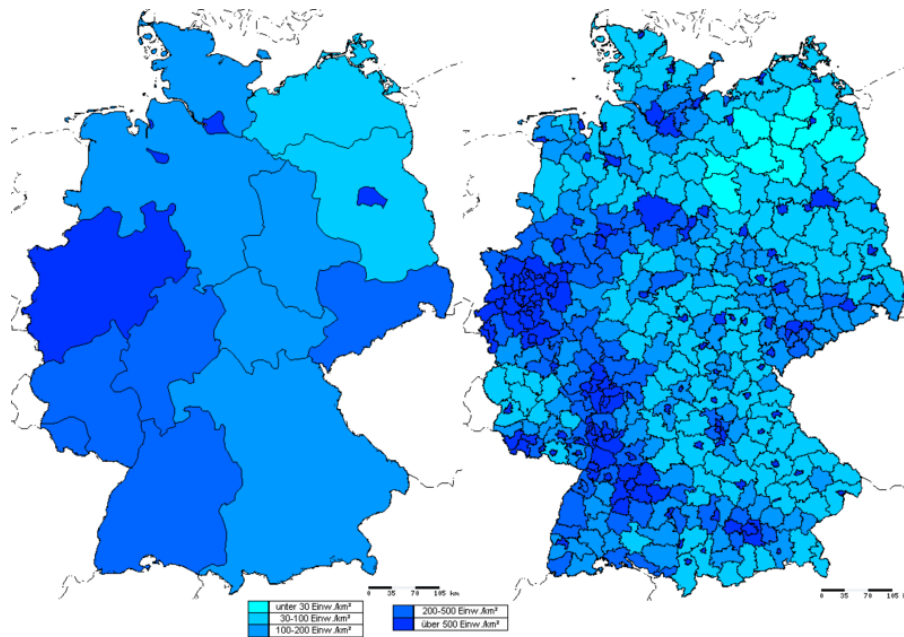 0 35 70 105 km
0 35 70 105 km
unter 30 Einw./km²
30-100 Einw./km²
100-200 Einw./km²
200-500 Einw./km²
über 500 Einw./km²